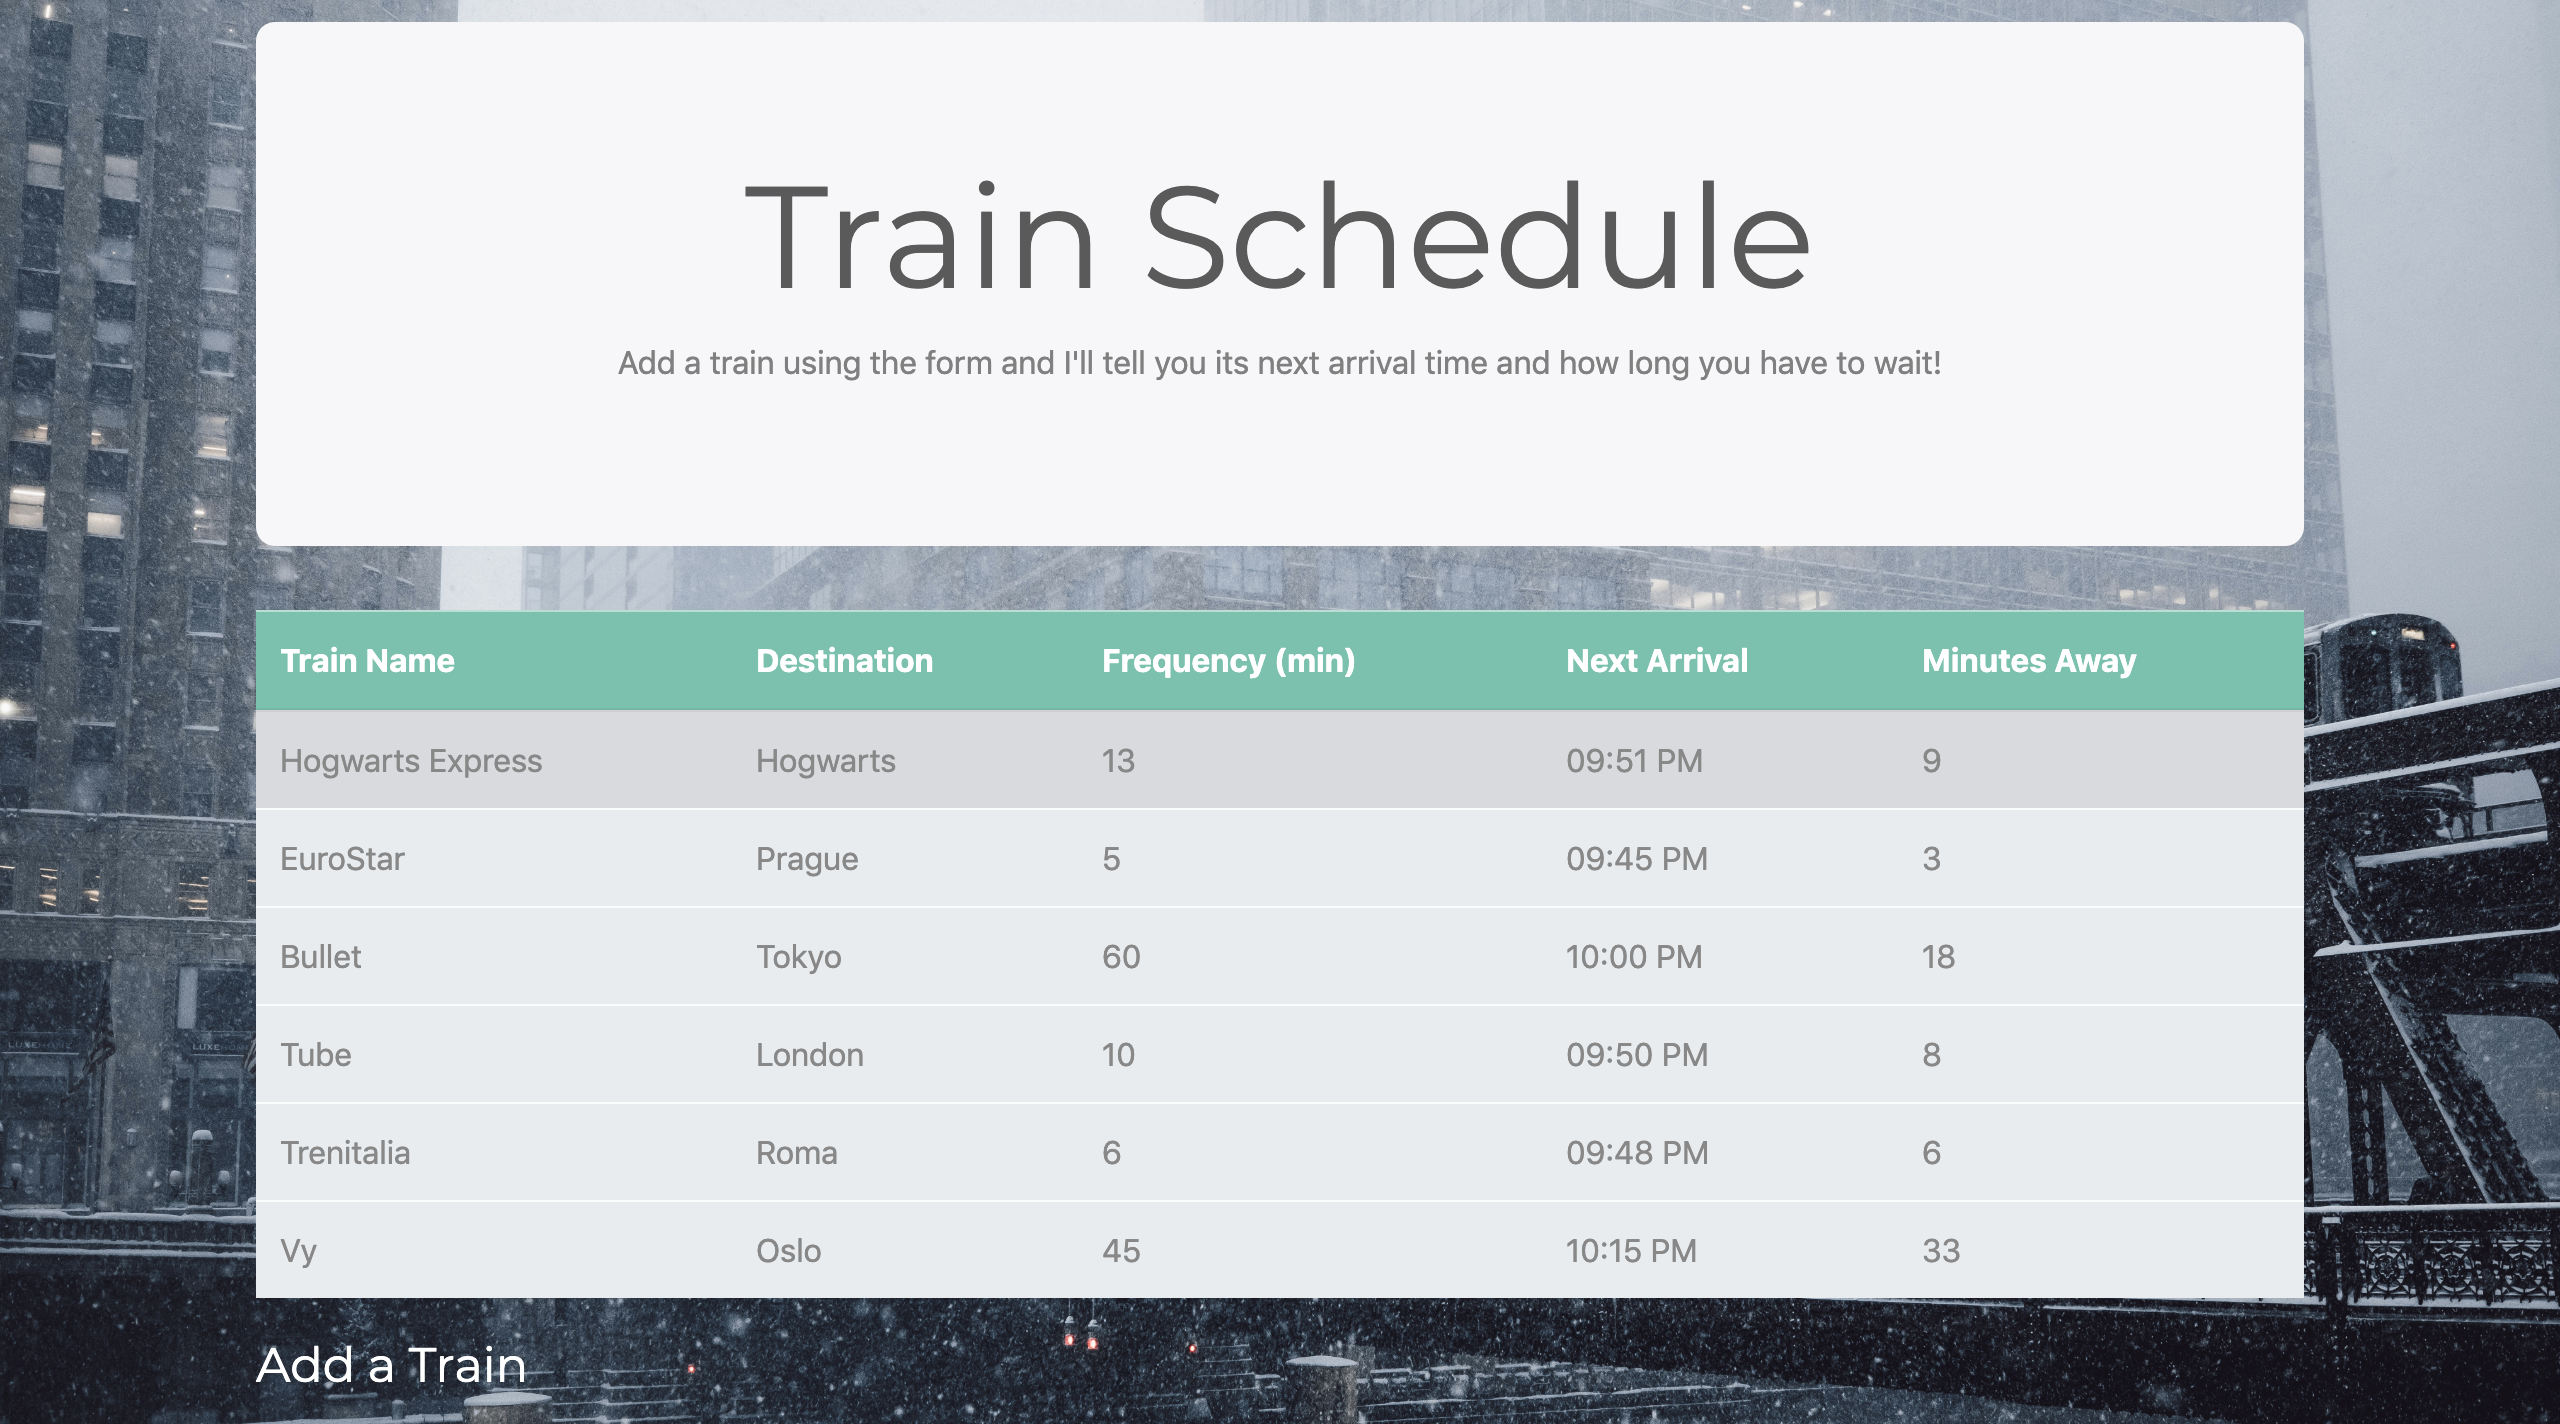 Train Schedule
Add a train using the form and I'll tell you its next arrival time and how long you have to wait!
Train Name Destination Frequency (min) Next Arrival Minutes Away
Hogwarts Express Hogwarts 13 09:51 PM 9
EuroStar Prague 5 09:45 PM 3
Bullet Tokyo 60 10:00 PM 18
Tube London 10 09:50 PM 8
Trenitalia Roma 6 09:48 PM 6
Vy Oslo 45 10:15 PM 33
Add a Train